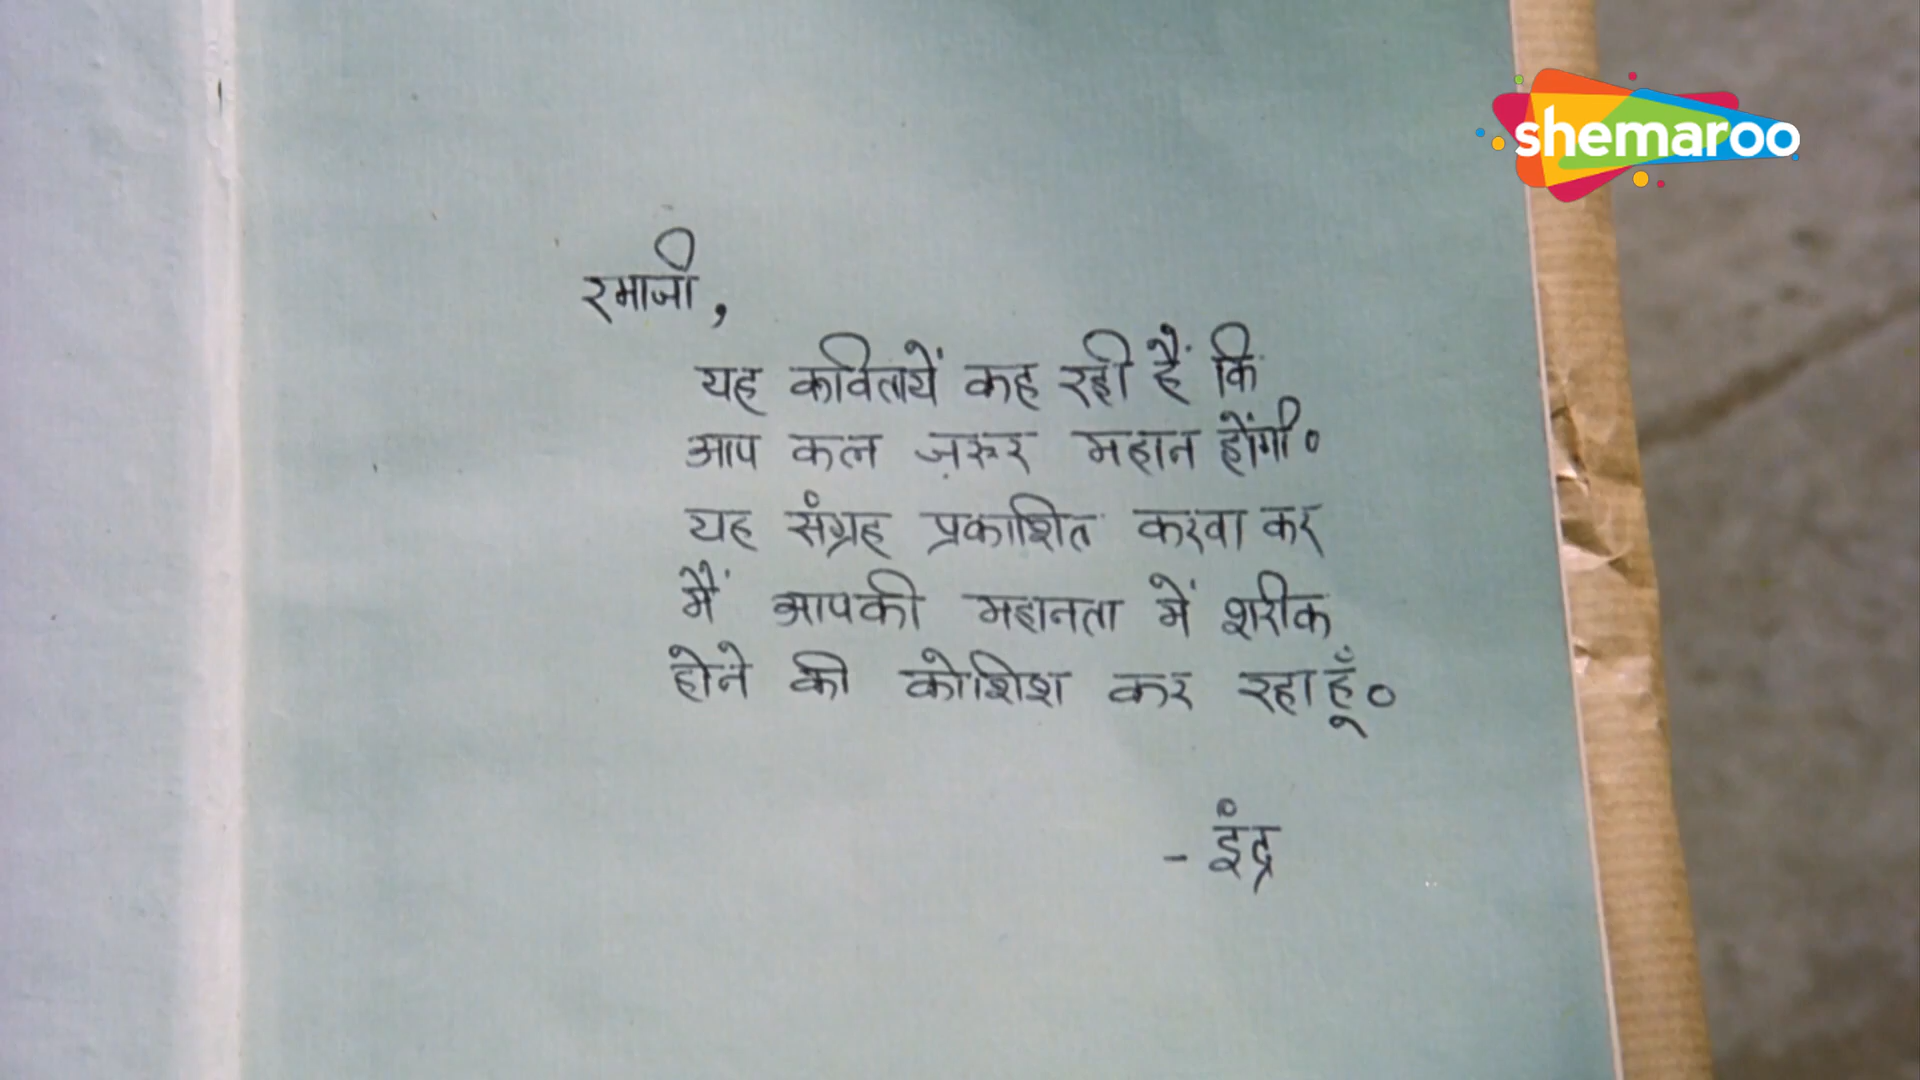 shemaroo
रमाजी,
यह कवितायें कह रही हैं कि
आप कल ज़रूर महान होंगी॰
यह संग्रह प्रकाशित करवा कर
मैं आपकी महानता में शरीक
होने की कोशिश कर रहा हूँ॰
- इंद्र